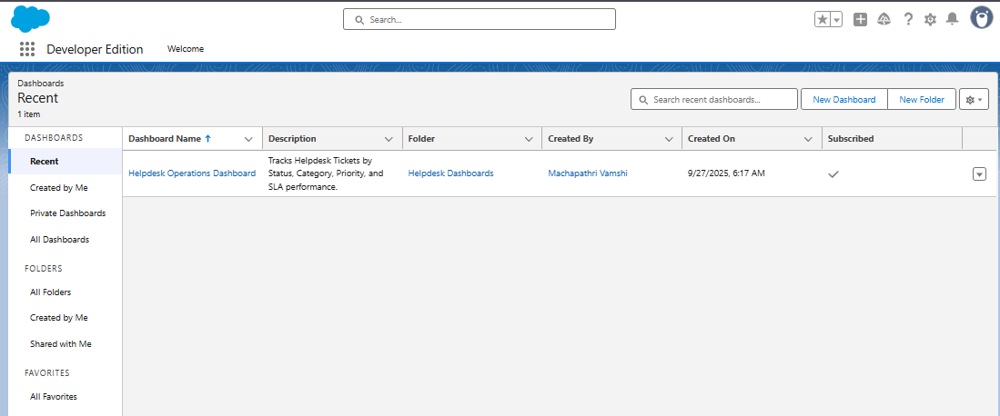 Search...
Developer Edition Welcome
Dashboards
Recent
1 item
Search recent dashboards...
New Dashboard
New Folder
DASHBOARDS
Recent
Created by Me
Private Dashboards
All Dashboards
FOLDERS
All Folders
Created by Me
Shared with Me
FAVORITES
All Favorites
Dashboard Name Description Folder Created By Created On Subscribed
Helpdesk Operations Dashboard
Tracks Helpdesk Tickets by
Status, Category, Priority, and
SLA performance.
Helpdesk Dashboards
Machapathri Vamshi
9/27/2025, 6:17 AM